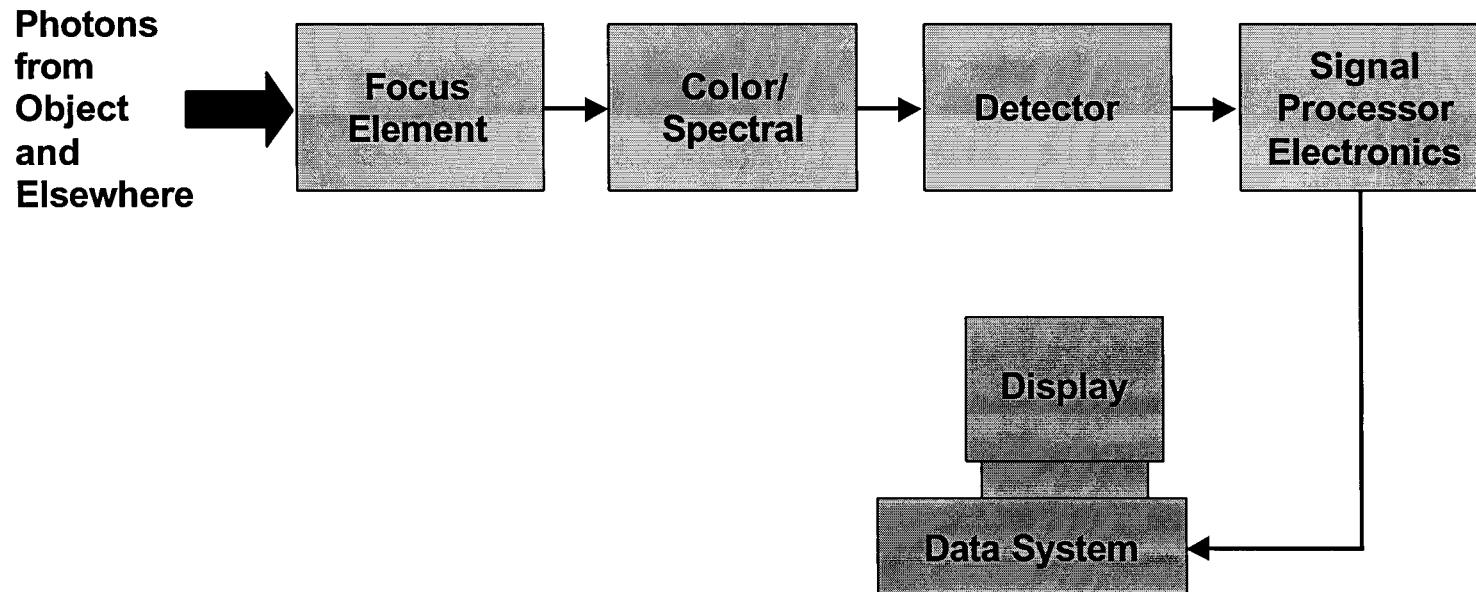 Photons
from
Object
and
Elsewhere
Focus
Element
Color/
Spectral
Detector
Signal
Processor
Electronics
Display
Data System